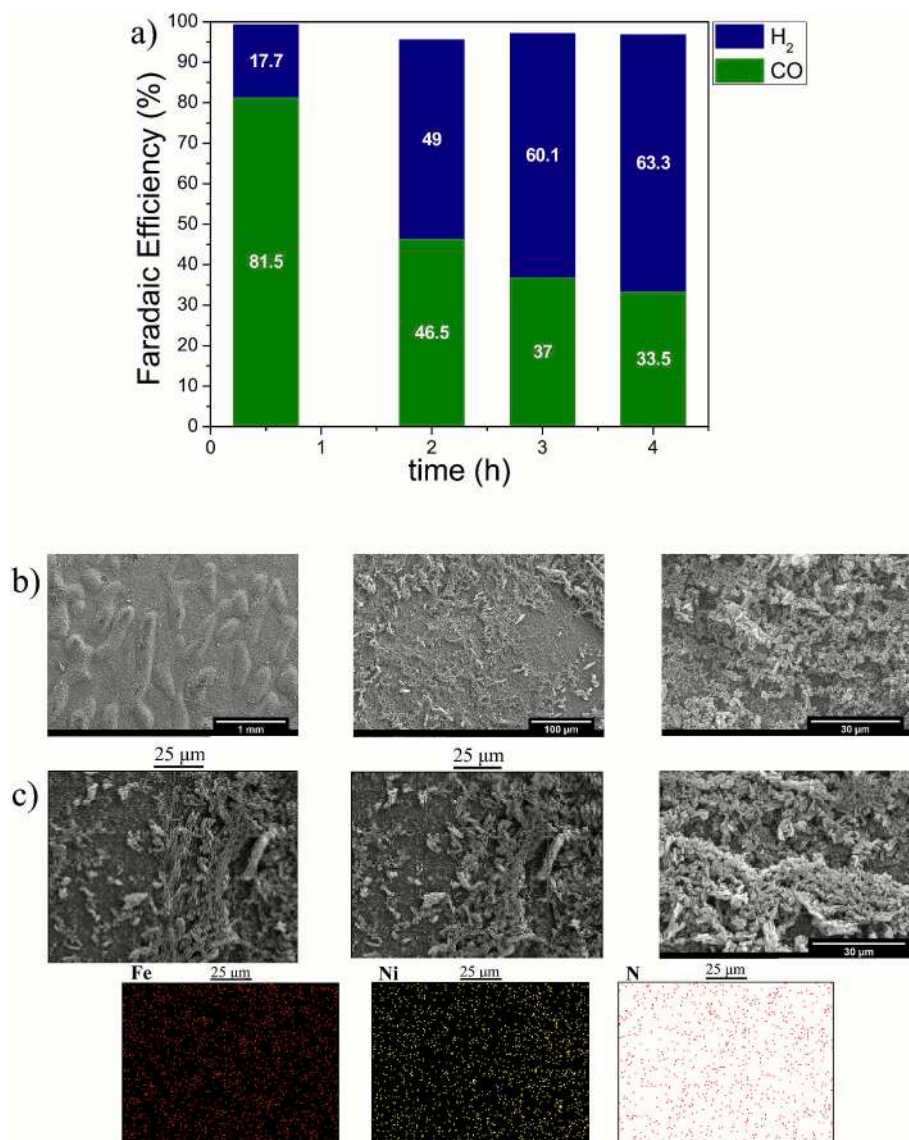 a)
H2
CO
100
90
80
70
60
50
40
30
20
10
0
Faradaic Efficiency (%)
17.7
81.5
49
46.5
60.1
37
63.3
33.5
0 1 2 3 4
time (h)
b)
1 mm
100 µm
30 µm
25 µm
25 µm
c)
30 µm
Fe
25 µm
Ni
25 µm
N
25 µm